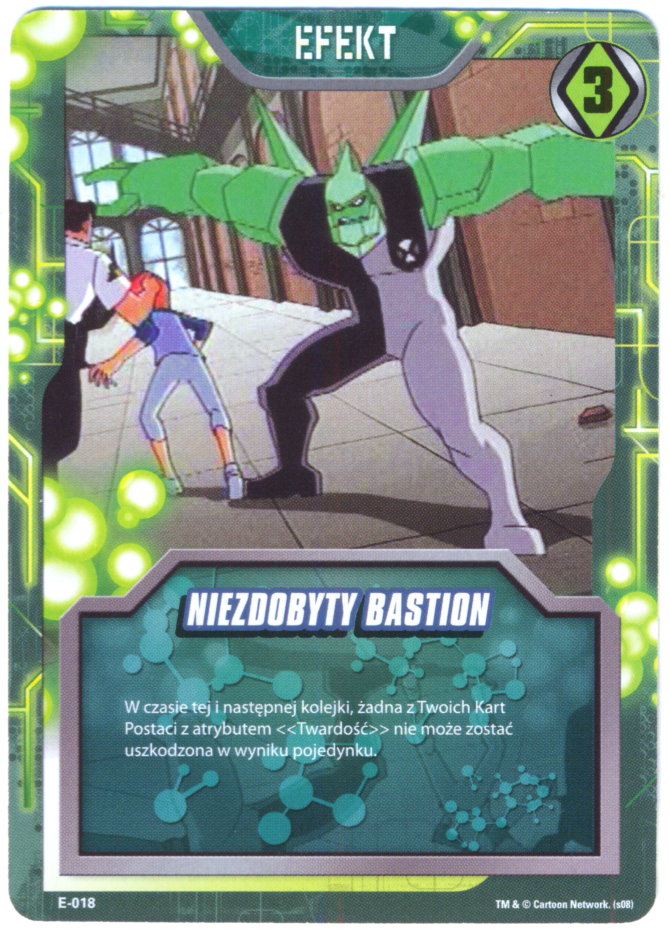 EFEKT
3
NIEZDOBYTY BASTION
W czasie tej i następnej kolejki, żadna z Twoich Kart
Postaci z atrybutem <<Twardość>> nie może zostać
uszkodzona w wyniku pojedynku.
E-018
TM & © Cartoon Network. (s08)